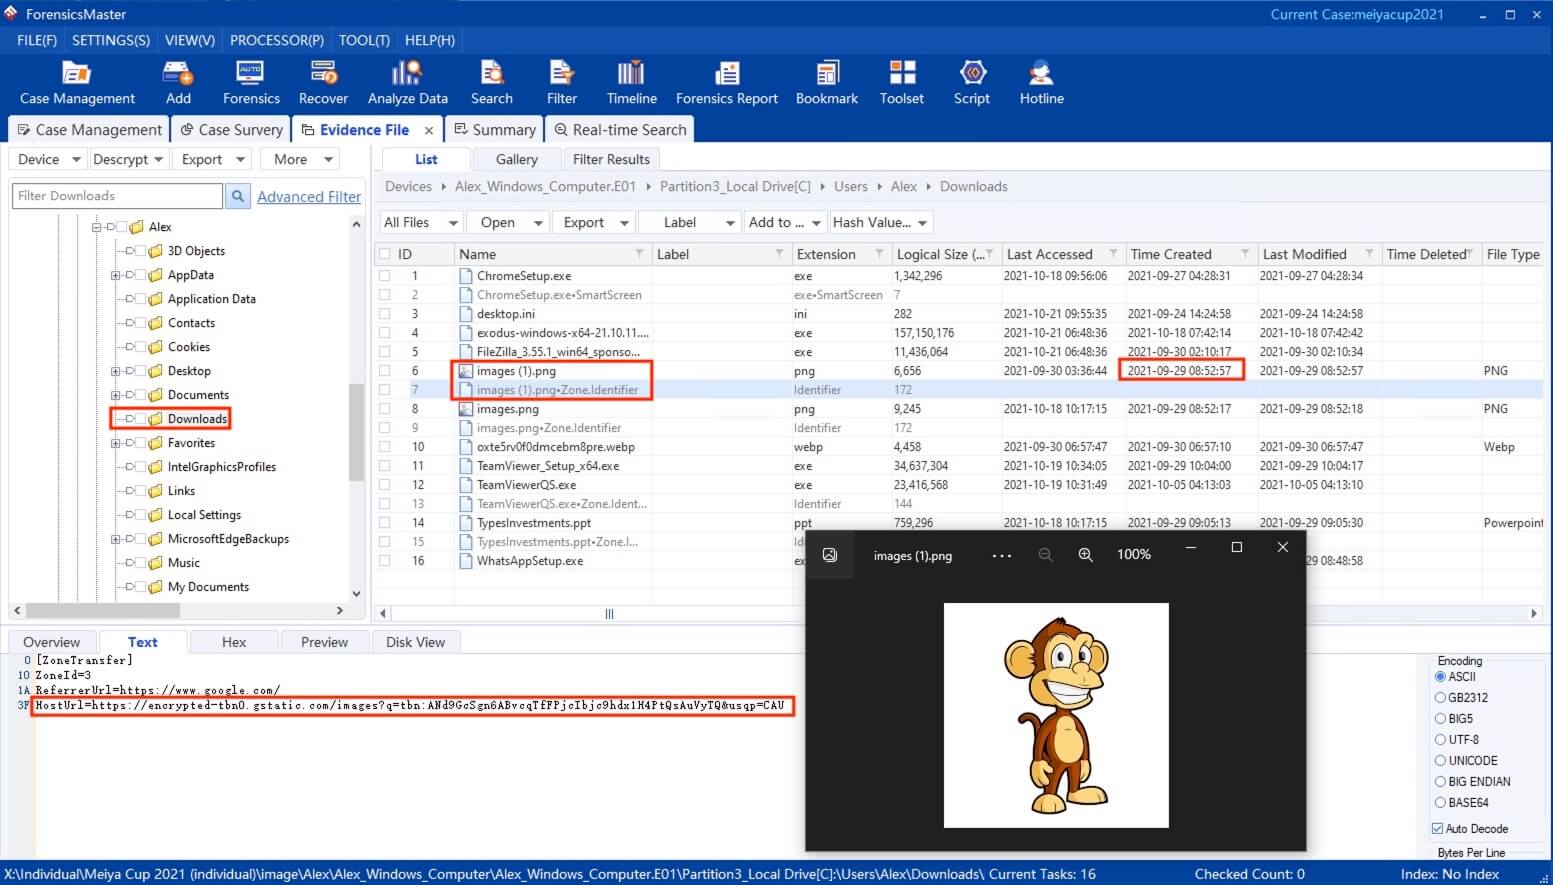 ForensicsMaster
Current Case:meiyacup2021
FILE(F) SETTINGS(S) VIEW(V) PROCESSOR(P) TOOL(T) HELP(H)
AUTO
Case Management Add Forensics Recover Analyze Data Search Filter Timeline Forensics Report Bookmark Toolset Script Hotline
Case Management Case Survery Evidence File × Summary Real-time Search
Device Descrypt Export More
Filter Downloads Advanced Filter
Alex
3D Objects
AppData
Application Data
Contacts
Cookies
Desktop
Documents
Downloads
Favorites
IntelGraphicsProfiles
Links
Local Settings
MicrosoftEdgeBackups
Music
My Documents
List Gallery Filter Results
Devices Alex_Windows_Computer.E01 Partition3_Local Drive[C] Users Alex Downloads
All Files Open Export Label Add to ... Hash Value...
ID Name Label Extension Logical Size (... Last Accessed Time Created Last Modified Time Deleted File Type
1 ChromeSetup.exe exe 1,342,296 2021-10-18 09:56:06 2021-09-27 04:28:31 2021-09-27 04:28:34
2 ChromeSetup.exe•SmartScreen exe•SmartScreen 7
3 desktop.ini ini 282 2021-10-21 09:55:35 2021-09-24 14:24:58 2021-09-24 14:24:58
4 exodus-windows-x64-21.10.11.... exe 157,150,176 2021-10-21 06:48:36 2021-10-18 07:42:14 2021-10-18 07:42:42
5 FileZilla_3.55.1_win64_sponso... exe 11,436,064 2021-10-21 06:48:36 2021-09-30 02:10:17 2021-09-30 02:10:34
6 images (1).png png 6,656 2021-09-30 03:36:44 2021-09-29 08:52:57 2021-09-29 08:52:57 PNG
7 images (1).png•Zone.Identifier Identifier 172
8 images.png png 9,245 2021-10-18 10:17:15 2021-09-29 08:52:17 2021-09-29 08:52:18 PNG
9 images.png•Zone.Identifier Identifier 172
10 oxte5rv0f0dmcebm8pre.webp webp 4,458 2021-09-30 06:57:47 2021-09-30 06:57:10 2021-09-30 06:57:47 Webp
11 TeamViewer_Setup_x64.exe exe 34,637,304 2021-10-19 10:34:05 2021-09-29 10:04:00 2021-09-29 10:04:17
12 TeamViewerQS.exe exe 23,416,568 2021-10-19 10:31:49 2021-10-05 04:13:03 2021-10-05 04:13:10
13 TeamViewerQS.exe•Zone.Ident... Identifier 144
14 TypesInvestments.ppt ppt 759,296 2021-10-18 10:17:15 2021-09-29 09:05:13 2021-09-29 09:05:30 Powerpoint
15 TypesInvestments.ppt•Zone.I... Id
16 WhatsAppSetup.exe ex 29 08:48:58
images (1).png ... 100%
Overview Text Hex Preview Disk View
0 [ZoneTransfer]
10 ZoneId=3
1A ReferrerUrl=https://www.google.com/
3F HostUrl=https://encrypted-tbn0.gstatic.com/images?q=tbn:ANd9GcSgn6ABvcqTfFPjcIbjc9hdx1H4PtQsAuVyTQ&usqp=CAU
Encoding
ASCII
GB2312
BIG5
UTF-8
UNICODE
BIG ENDIAN
BASE64
Auto Decode
Bytes Per Line
X:\Individual\Meiya Cup 2021 (individual)\image\Alex\Alex_Windows_Computer\Alex_Windows_Computer.E01\Partition3_Local Drive[C]:\Users\Alex\Downloads\ Current Tasks: 16 Checked Count: 0 Index: No Index